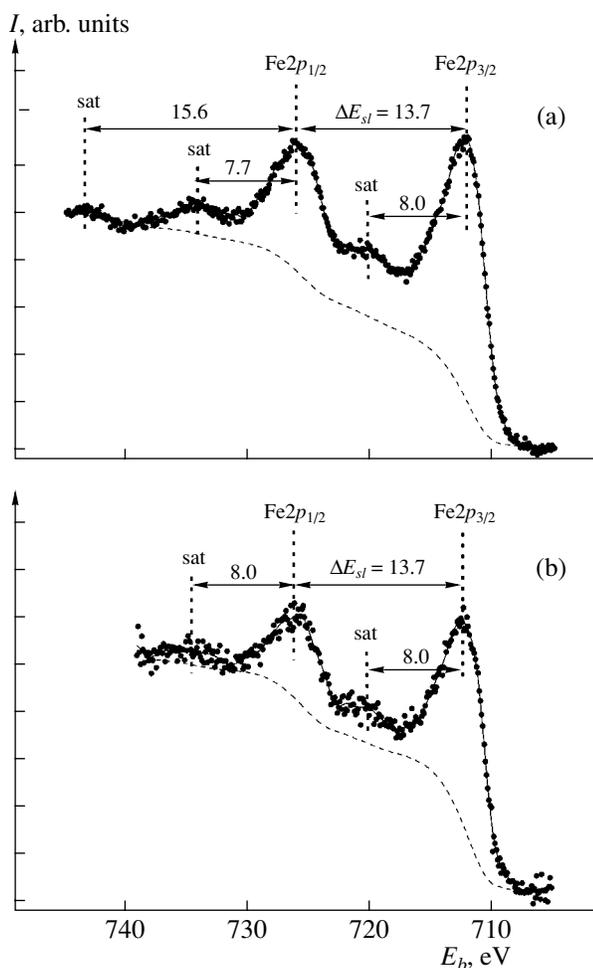 I, arb. units
Fe2p1/2 Fe2p3/2
sat 15.6 ΔEsl = 13.7 (a)
sat 7.7 sat 8.0
Fe2p1/2 Fe2p3/2
sat 8.0 ΔEsl = 13.7 (b)
sat 8.0
740 730 720 710
Eb, eV